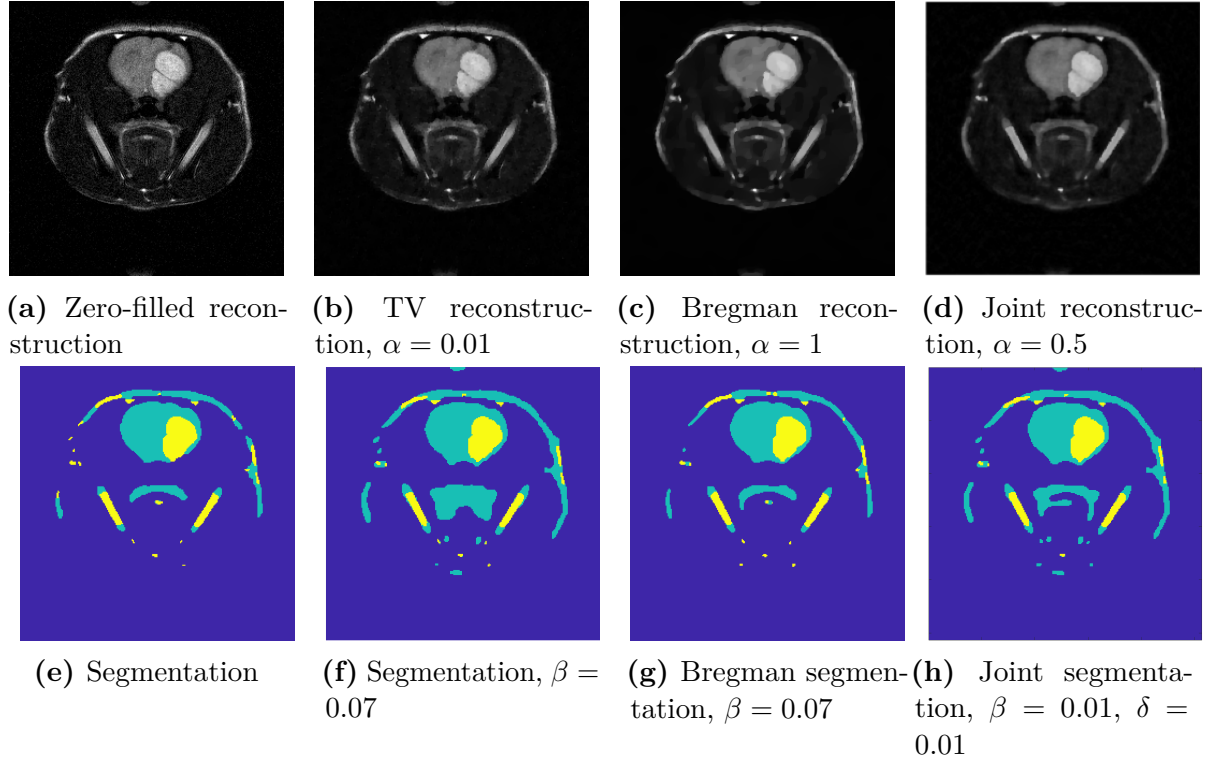 (a) Zero-filled recon-
struction
(b) TV reconstruc-
tion, α = 0.01
(c) Bregman recon-
struction, α = 1
(d) Joint reconstruc-
tion, α = 0.5
(e) Segmentation
(f) Segmentation, β =
0.07
(g) Bregman segmen-
tation, β = 0.07
(h) Joint segmenta-
tion, β = 0.01, δ =
0.01